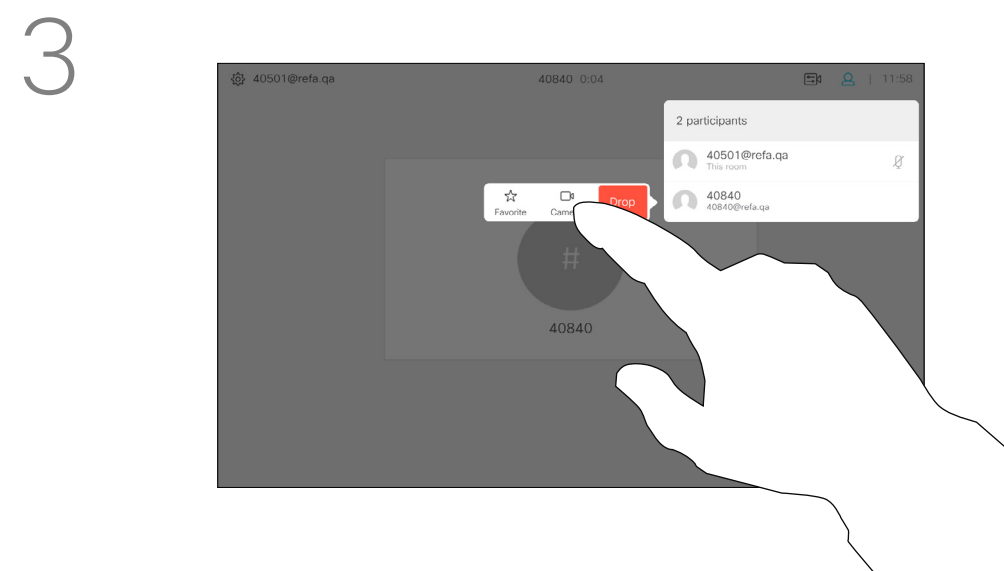 3
40501@refa.qa 40840 0:04 | 11:58
2 participants
40501@refa.qa
This room
40840
40840@refa.qa
Drop
Favorite
#
40840